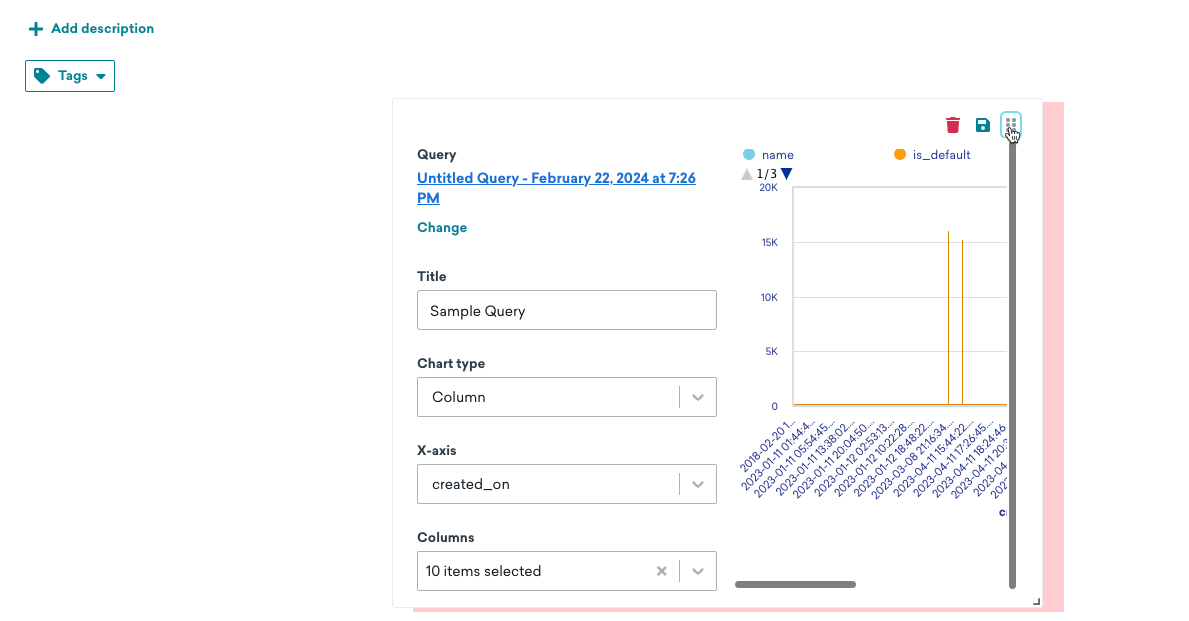 Add description
Tags
Query
Untitled Query - February 22, 2024 at 7:26
PM
Change
Title
Sample Query
Chart type
Column
X-axis
created_on
Columns
10 items selected
name
is_default
1/3
20K
15K
10K
5K
0
2018-02-20 1...
2023-01-11 01:44:4...
2023-01-11 05:54:45...
2023-01-11 13:38:02...
2023-01-11 20:04:50...
2023-01-12 02:53:13...
2023-01-12 10:22:28...
2023-01-12 18:48:22...
2023-03-08 21:16:34...
2023-04-11 15:44:22...
2023-04-11 17:26:45...
2023-04-11 18:24:46
2023-04-11 20:
2023-04
202